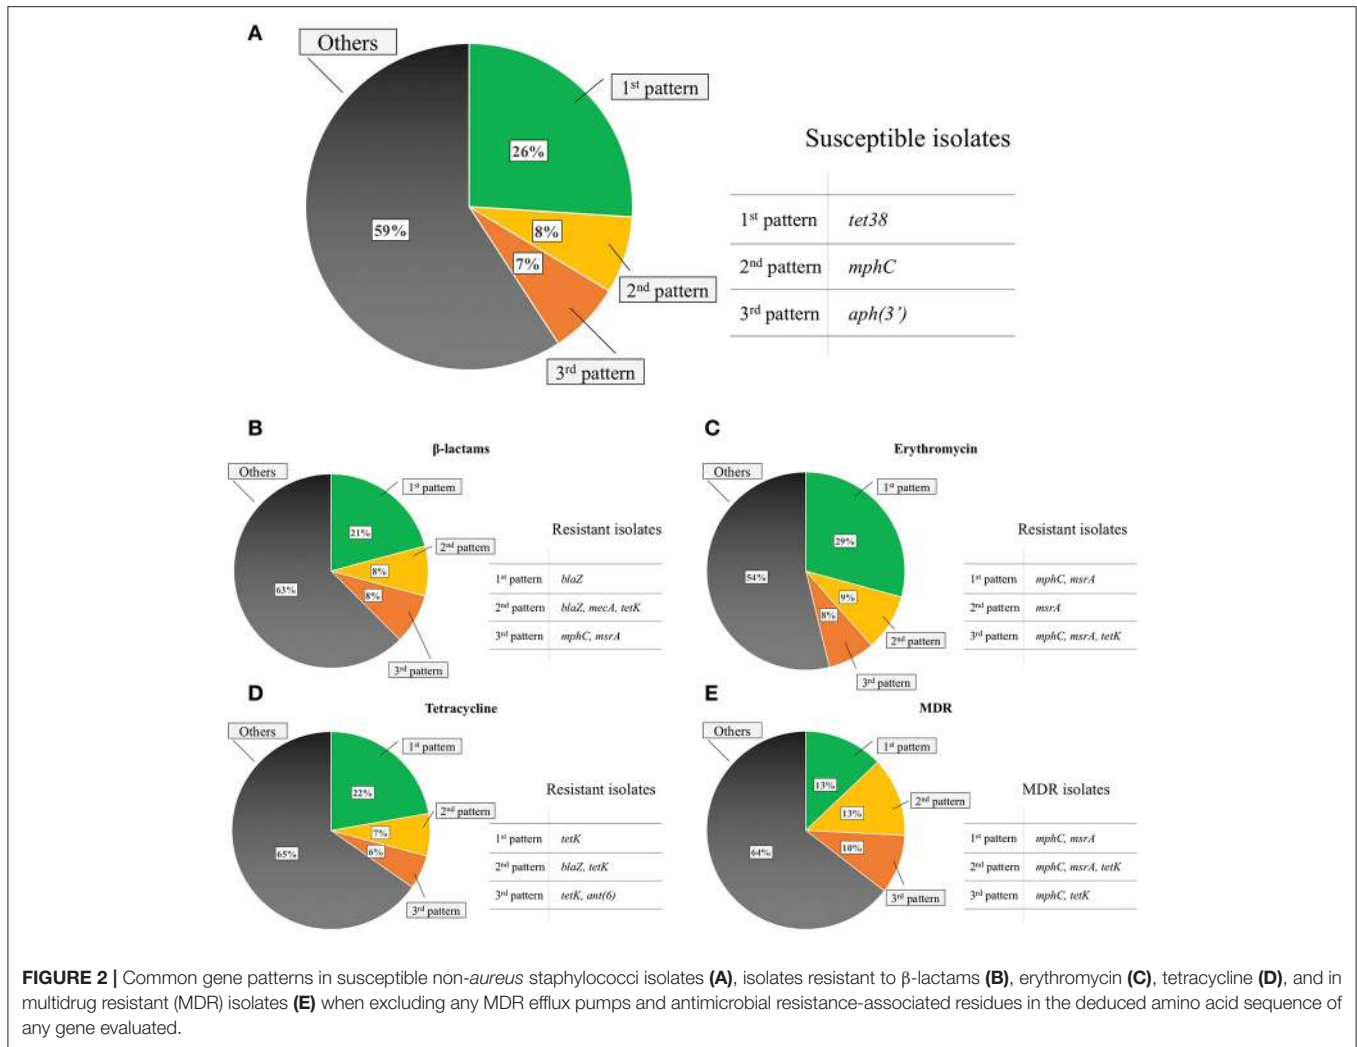 A
Others
1st pattern
26%
8%
59%
7%
2nd pattern
3rd pattern
Susceptible isolates
1st pattern tet38
2nd pattern mphC
3rd pattern aph(3’)
B
β-lactams
Others
1st pattern
21%
2nd pattern
8%
63%
8%
3rd pattern
Resistant isolates
1st pattern blaZ
2nd pattern blaZ, mecA, tetK
3rd pattern mphC, msrA
C
Erythromycin
Others
1st pattern
29%
54%
9%
8%
2nd pattern
3rd pattern
Resistant isolates
1st pattern mphC, msrA
2nd pattern msrA
3rd pattern mphC, msrA, tetK
D
Tetracycline
Others
1st pattern
22%
2nd pattern
7%
65%
6%
3rd pattern
Resistant isolates
1st pattern tetK
2nd pattern blaZ, tetK
3rd pattern tetK, ant(6)
E
MDR
Others
1st pattern
13%
2nd pattern
13%
64%
10%
3rd pattern
MDR isolates
1st pattern mphC, msrA
2nd pattern mphC, msrA, tetK
3rd pattern mphC, tetK
FIGURE 2 | Common gene patterns in susceptible non-aureus staphylococci isolates (A), isolates resistant to β-lactams (B), erythromycin (C), tetracycline (D), and in
multidrug resistant (MDR) isolates (E) when excluding any MDR efflux pumps and antimicrobial resistance-associated residues in the deduced amino acid sequence of
any gene evaluated.